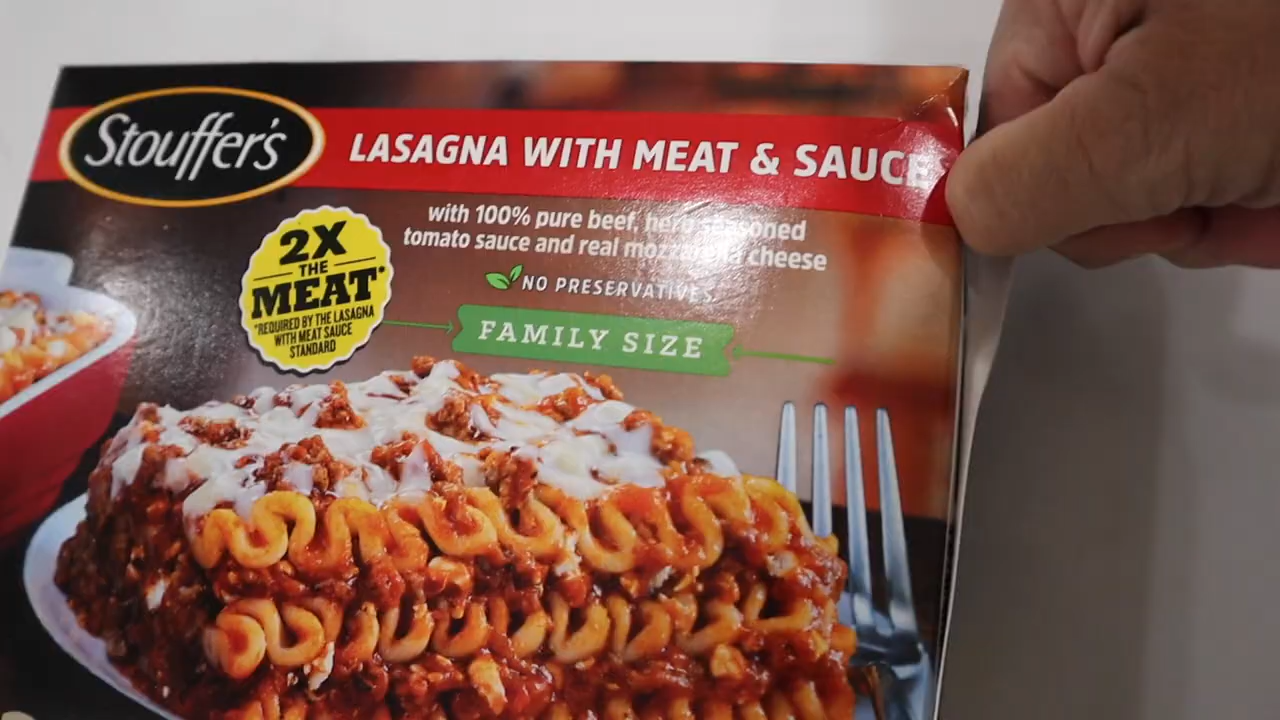 Stouffer's
LASAGNA WITH MEAT & SAUCE
with 100% pure beef, herb seasoned
tomato sauce and real mozzarella cheese
NO PRESERVATIVES
FAMILY SIZE
2X
THE
MEAT*
*REQUIRED BY THE LASAGNA
WITH MEAT SAUCE
STANDARD